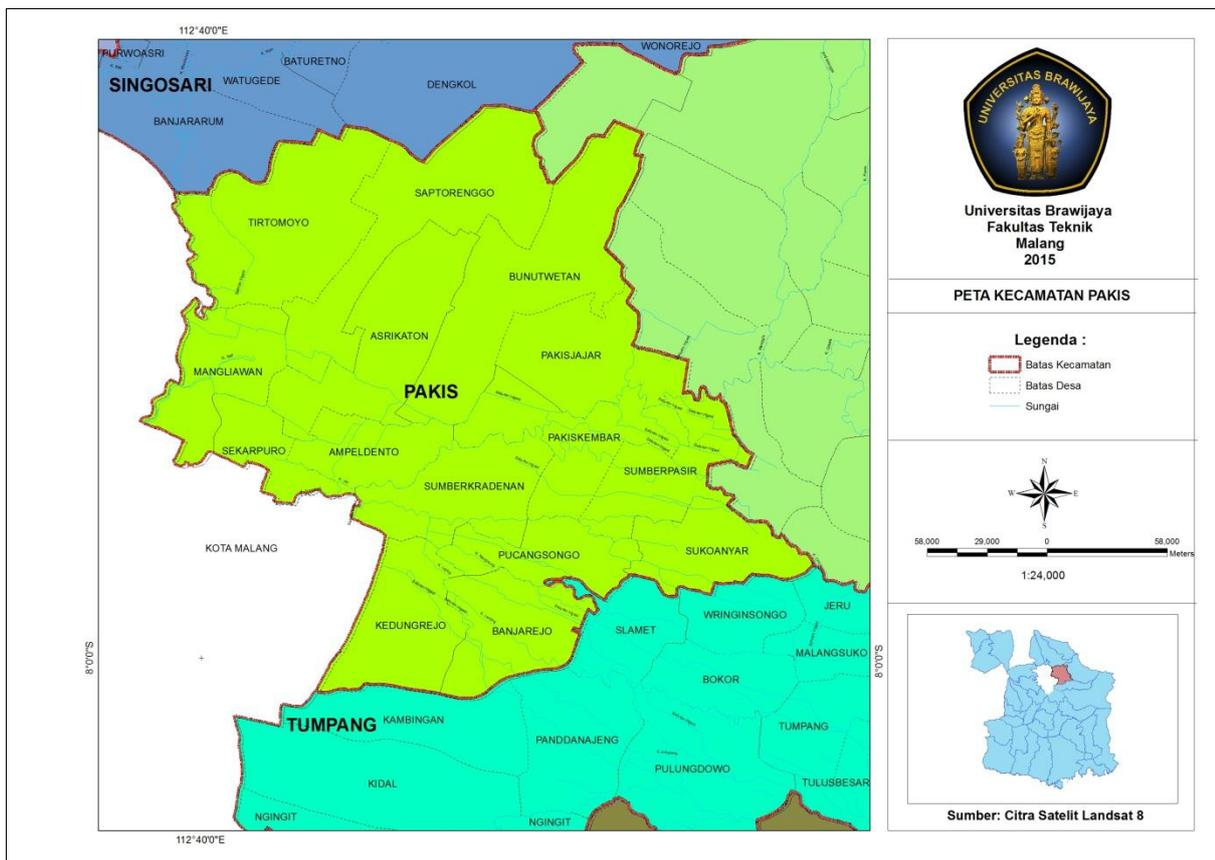 112°40'0"E
PURWOASRI
WONOREJO
BATURETNO
WATUGEDE
SINGOSARI
DENGKOL
BANJARARUM
SAPTORENGGO
TIRTOMOYO
BUNUTWETAN
ASRIKATON
PAKISJAJAR
MANGLIAWAN
PAKIS
PAKISKEMBAR
SEKARPURO
AMPELDENTO
SUMBERPASIR
SUMBERKRADENAN
KOTA MALANG
PUCANGSONGO
SUKOANYAR
KEDUNGREJO
BANJAREJO
SLAMET
WRINGINSONGO
JERU
MALANGSUKO
8°0'0"S
8°0'0"S
BOKOR
TUMPANG
KAMBINGAN
TUMPANG
PANDDANAJENG
PULUNGDOWO
KIDAL
TULUSBESAR
NGINGIT
NGINGIT
112°40'0"E
UNIVERSITAS BRAWIJAYA
Universitas Brawijaya
Fakultas Teknik
Malang
2015
PETA KECAMATAN PAKIS
Legenda :
Batas Kecamatan
Batas Desa
Sungai
N
W E
S
58,000 29,000 0 58,000
Meters
1:24,000
Sumber: Citra Satelit Landsat 8